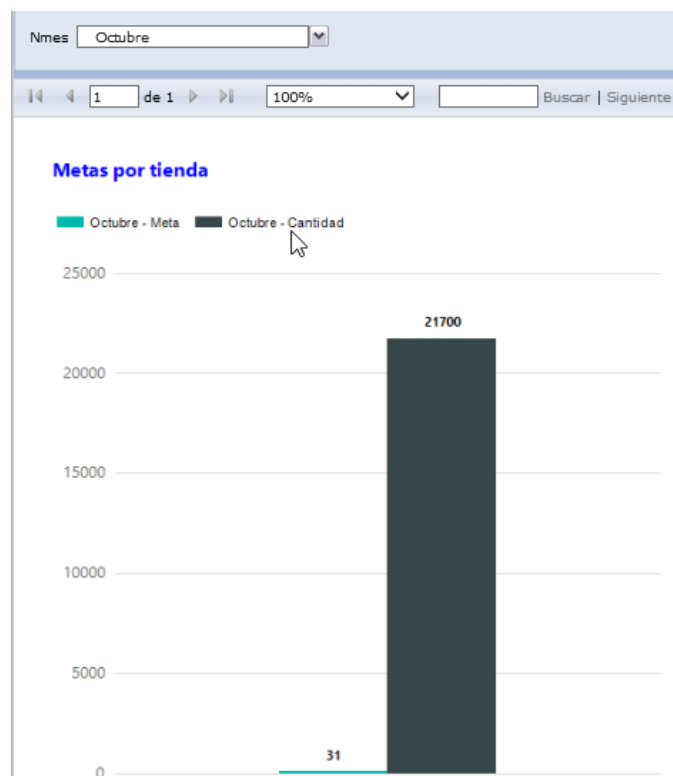 Nmes Octubre
1 de 1 100% Buscar | Siguiente
Metas por tienda
Octubre - Meta Octubre - Cantidad
25000
21700
20000
15000
10000
5000
31
0